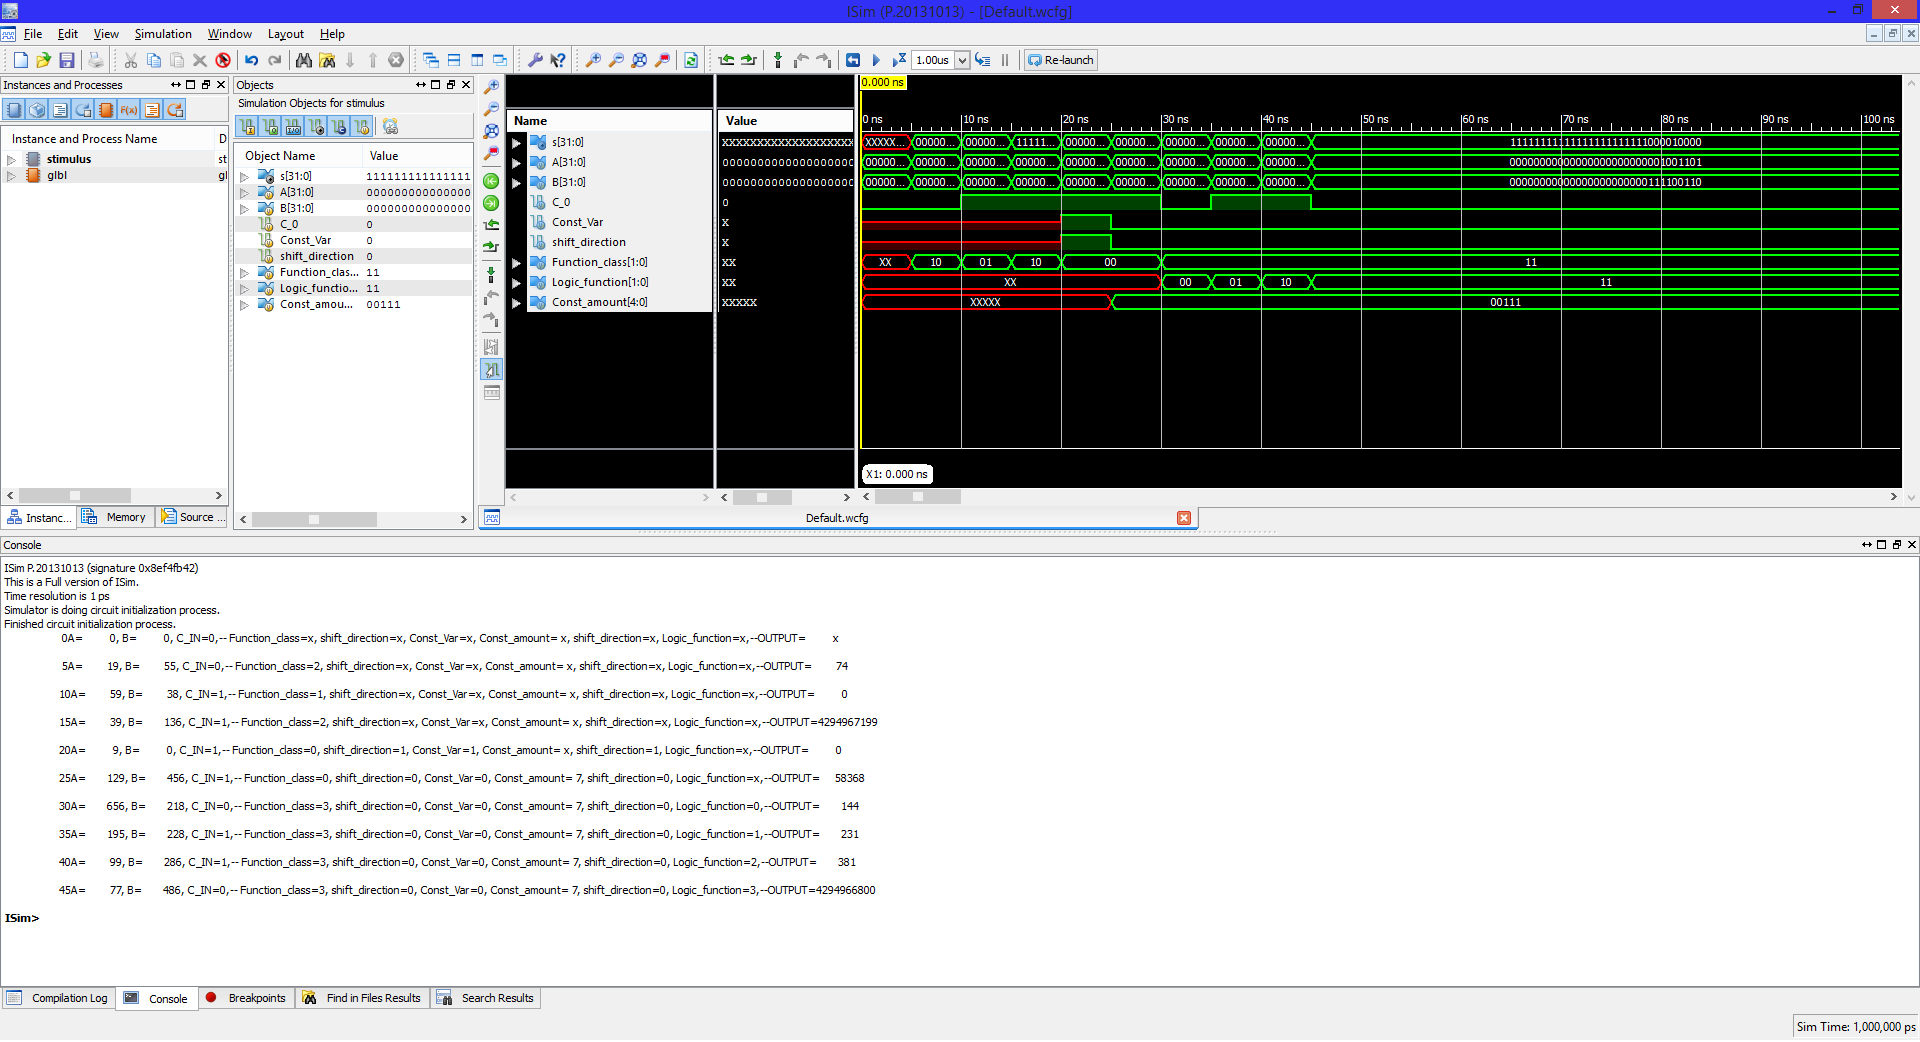 ISim (P.20131013) - [Default.wcfg]
File Edit View Simulation Window Layout Help
1.00us Re-launch
Instances and Processes
Instance and Process Name D
stimulus st
glbl gl
Instanc... Memory Source ...
Objects
Simulation Objects for stimulus
Object Name Value
s[31:0] 111111111111111
A[31:0] 000000000000000
B[31:0] 000000000000000
C_0 0
Const_Var 0
shift_direction 0
Function_clas... 11
Logic_functio... 11
Const_amou... 00111
Name Value
s[31:0] XXXXXXXXXXXXXXXXXXX
A[31:0] 0000000000000000000
B[31:0] 0000000000000000000
C_0 0
Const_Var X
shift_direction X
Function_class[1:0] XX
Logic_function[1:0] XX
Const_amount[4:0] XXXXX
0.000 ns
0 ns 10 ns 20 ns 30 ns 40 ns 50 ns 60 ns 70 ns 80 ns 90 ns 100 ns
XXXXX... 00000... 00000... 11111... 00000... 00000... 00000... 00000... 00000... 11111111111111111111111000010000
00000... 00000... 00000... 00000... 00000... 00000... 00000... 00000... 00000... 00000000000000000000000001001101
00000... 00000... 00000... 00000... 00000... 00000... 00000... 00000... 00000... 00000000000000000000000111100110
XX 10 01 10 00 11
XX 00 01 10 11
XXXXX 00111
X1: 0.000 ns
Default.wcfg
Console
ISim P.20131013 (signature 0x8ef4fb42)
This is a Full version of ISim.
Time resolution is 1 ps
Simulator is doing circuit initialization process.
Finished circuit initialization process.
0A= 0, B= 0, C_IN=0,-- Function_class=x, shift_direction=x, Const_Var=x, Const_amount= x, shift_direction=x, Logic_function=x,--OUTPUT= x
5A= 19, B= 55, C_IN=0,-- Function_class=2, shift_direction=x, Const_Var=x, Const_amount= x, shift_direction=x, Logic_function=x,--OUTPUT= 74
10A= 59, B= 38, C_IN=1,-- Function_class=1, shift_direction=x, Const_Var=x, Const_amount= x, shift_direction=x, Logic_function=x,--OUTPUT= 0
15A= 39, B= 136, C_IN=1,-- Function_class=2, shift_direction=x, Const_Var=x, Const_amount= x, shift_direction=x, Logic_function=x,--OUTPUT=4294967199
20A= 9, B= 0, C_IN=1,-- Function_class=0, shift_direction=1, Const_Var=1, Const_amount= x, shift_direction=1, Logic_function=x,--OUTPUT= 0
25A= 129, B= 456, C_IN=1,-- Function_class=0, shift_direction=0, Const_Var=0, Const_amount= 7, shift_direction=0, Logic_function=x,--OUTPUT= 58368
30A= 656, B= 218, C_IN=0,-- Function_class=3, shift_direction=0, Const_Var=0, Const_amount= 7, shift_direction=0, Logic_function=0,--OUTPUT= 144
35A= 195, B= 228, C_IN=1,-- Function_class=3, shift_direction=0, Const_Var=0, Const_amount= 7, shift_direction=0, Logic_function=1,--OUTPUT= 231
40A= 99, B= 286, C_IN=1,-- Function_class=3, shift_direction=0, Const_Var=0, Const_amount= 7, shift_direction=0, Logic_function=2,--OUTPUT= 381
45A= 77, B= 486, C_IN=0,-- Function_class=3, shift_direction=0, Const_Var=0, Const_amount= 7, shift_direction=0, Logic_function=3,--OUTPUT=4294966800
ISim>
Compilation Log Console Breakpoints Find in Files Results Search Results
Sim Time: 1,000,000 ps